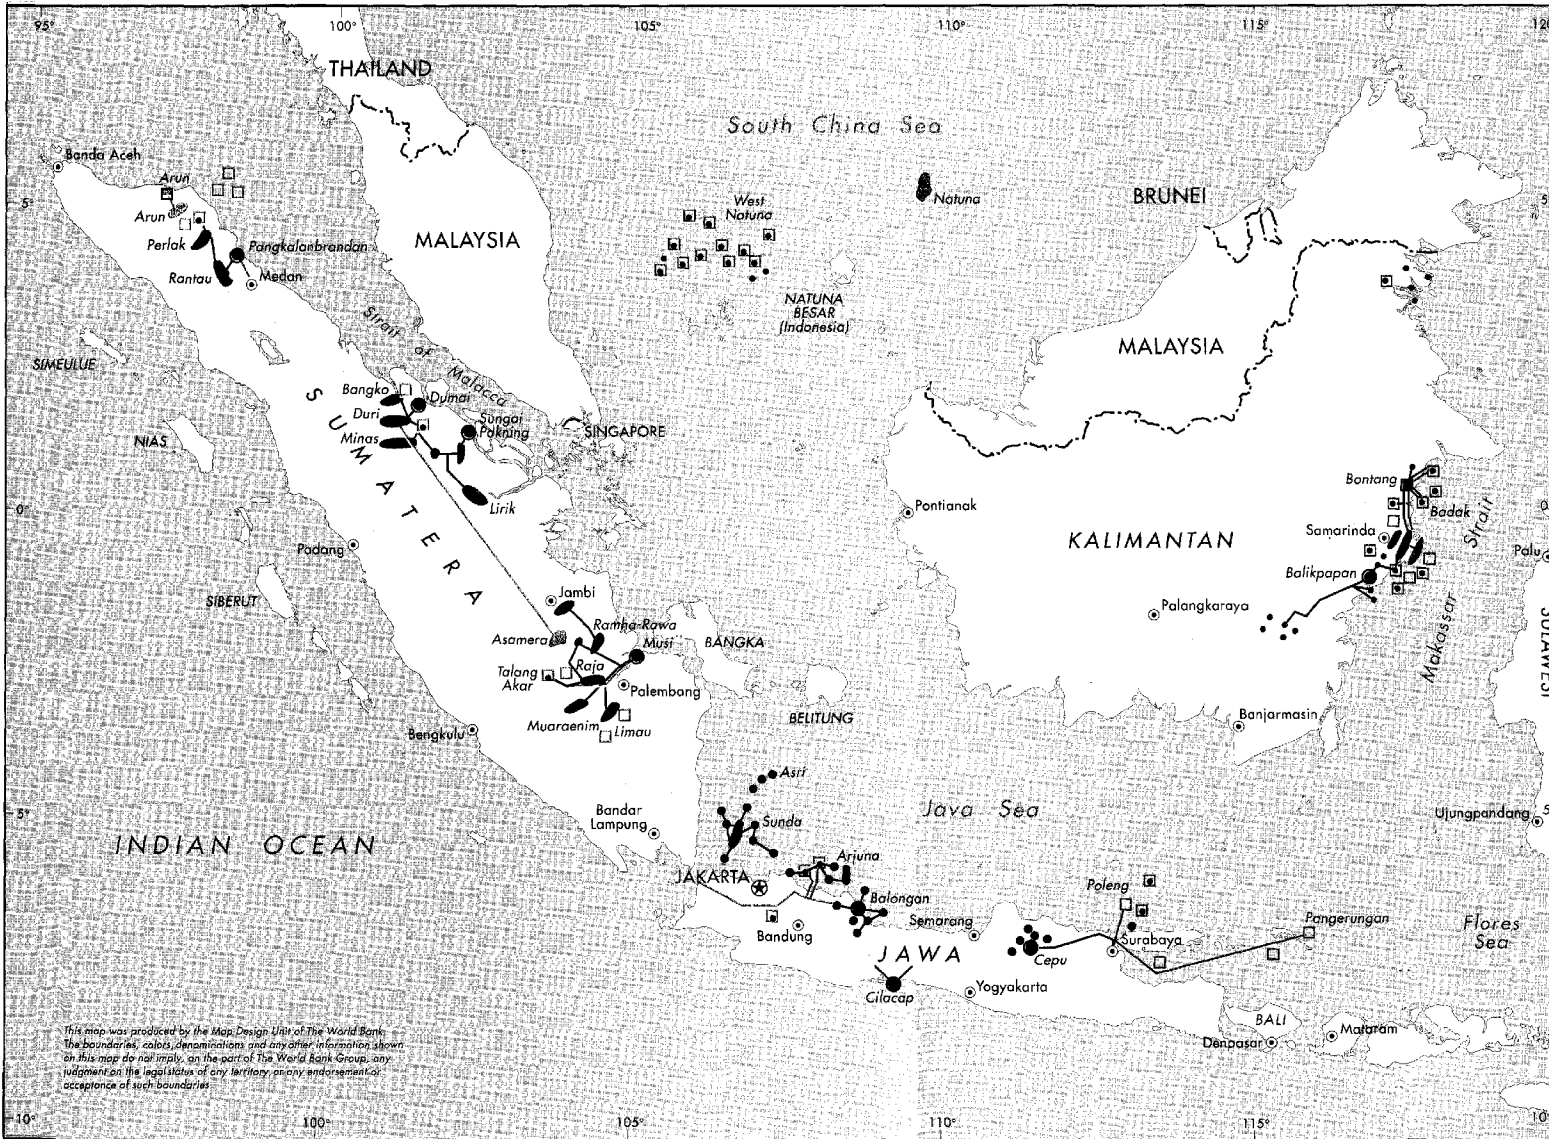 95°
100°
105°
110°
115°
THAILAND
South China Sea
Banda Aceh
Arun
5°
Arun
West
Natuna
Natuna
BRUNEI
5
Perlak
Pangkalanbrandan
MALAYSIA
Rantau
Medan
NATUNA
BESAR
(Indonesia)
Strait of Malacca
MALAYSIA
SIMEULUE
Bangko
Dumai
Duri
Sungai
Pakning
Minas
SINGAPORE
NIAS
SUMATERA
Lirik
Bontang
Badak
0°
Pontianak
Samarinda
Strait
0
Padang
KALIMANTAN
Palu
Balikpapan
SIBERUT
Jambi
Palangkaraya
Makassar
SULAWESI
Asamera
Ramba-Rawa
Musi
BANGKA
Talang
Akar
Raja
Palembang
Muaraenim
Limau
BELITUNG
Banjarmasin
Bengkulu
Asri
5°
Bandar
Lampung
Sunda
Java Sea
Ujungpandang
5
INDIAN OCEAN
Arjuna
JAKARTA
Balongan
Poleng
Semarang
Pangerungan
Flores
Sea
Bandung
JAWA
Surabaya
Cepu
Cilacap
Yogyakarta
BALI
Mataram
Denpasar
This map was produced by the Map Design Unit of The World Bank.
The boundaries, colors, denominations and any other information shown
on this map do not imply, on the part of The World Bank Group, any
judgment on the legal status of any territory, or any endorsement or
acceptance of such boundaries
10°
100°
105°
110°
115°
10°